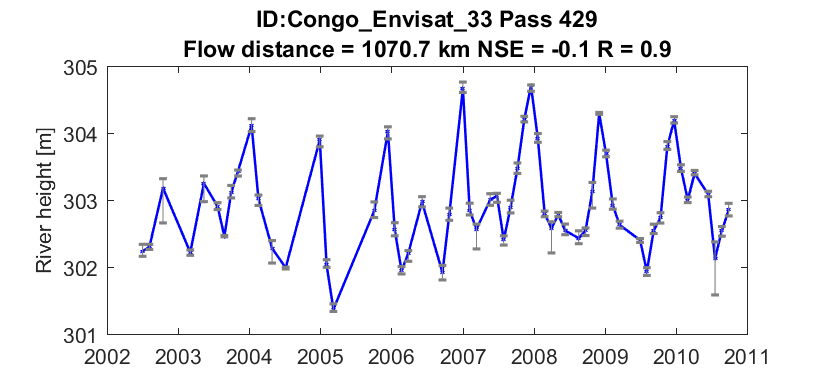 ID:Congo_Envisat_33 Pass 429
Flow distance = 1070.7 km NSE = -0.1 R = 0.9
River height [m]
305
304
303
302
301
2002 2003 2004 2005 2006 2007 2008 2009 2010 2011